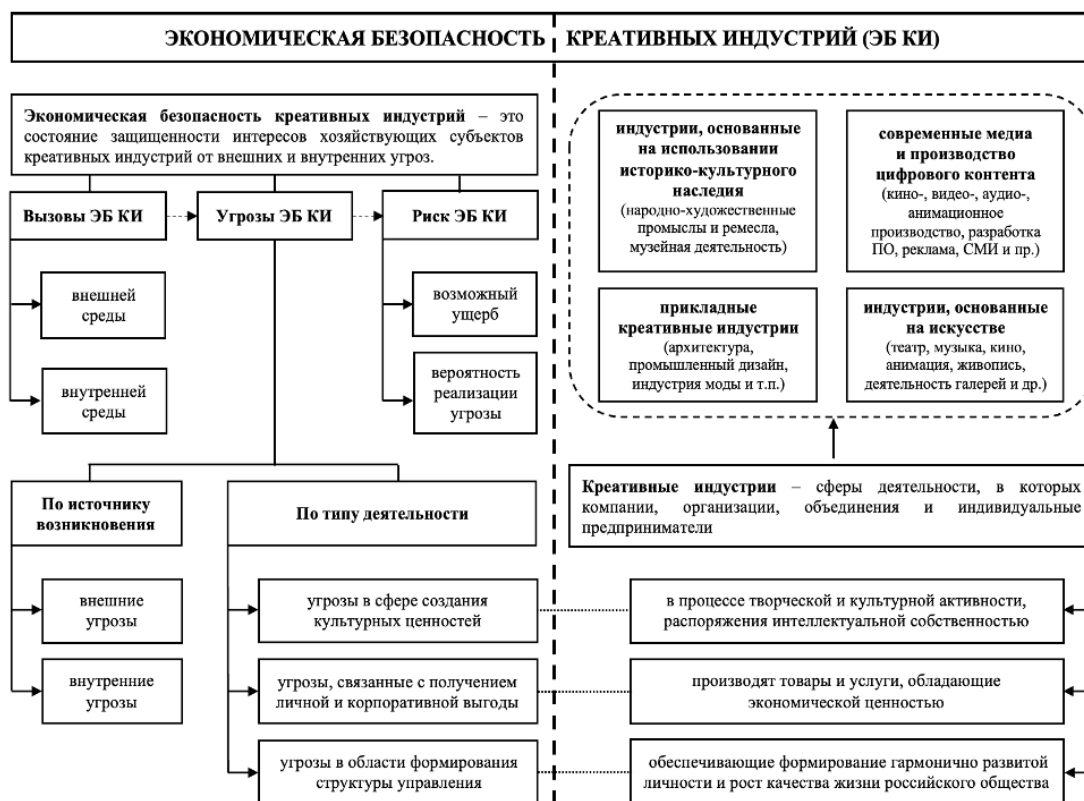 ЭКОНОМИЧЕСКАЯ БЕЗОПАСНОСТЬ КРЕАТИВНЫХ ИНДУСТРИЙ (ЭБ КИ)
Экономическая безопасность креативных индустрий – это
состояние защищенности интересов хозяйствующих субъектов
креативных индустрий от внешних и внутренних угроз.
Вызовы ЭБ КИ
Угрозы ЭБ КИ
Риск ЭБ КИ
внешней
среды
внутренней
среды
возможный
ущерб
вероятность
реализации
угрозы
По источнику
возникновения
По типу деятельности
внешние
угрозы
внутренние
угрозы
угрозы в сфере создания
культурных ценностей
угрозы, связанные с получением
личной и корпоративной выгоды
угрозы в области формирования
структуры управления
индустрии, основанные
на использовании
историко-культурного
наследия
(народно-художественные
промыслы и ремесла,
музейная деятельность)
современные медиа
и производство
цифрового контента
(кино-, видео-, аудио-,
анимационное
производство, разработка
ПО, реклама, СМИ и пр.)
прикладные
креативные индустрии
(архитектура,
промышленный дизайн,
индустрия моды и т.п.)
индустрии, основанные
на искусстве
(театр, музыка, кино,
анимация, живопись,
деятельность галерей и др.)
Креативные индустрии – сферы деятельности, в которых
компании, организации, объединения и индивидуальные
предприниматели
в процессе творческой и культурной активности,
распоряжения интеллектуальной собственностью
производят товары и услуги, обладающие
экономической ценностью
обеспечивающие формирование гармонично развитой
личности и рост качества жизни российского общества